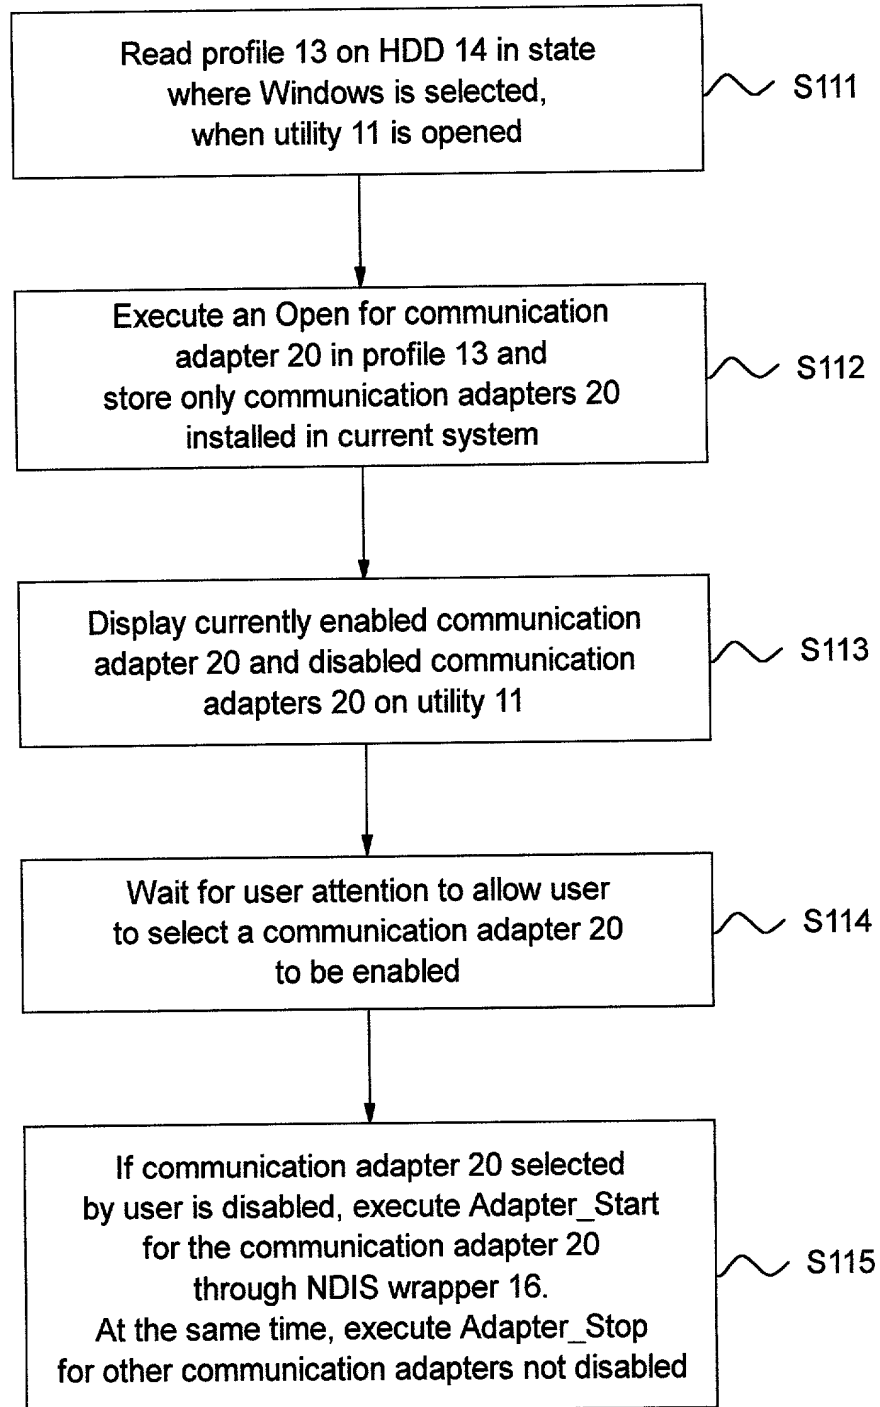 Read profile 13 on HDD 14 in state
where Windows is selected,
when utility 11 is opened
S111
Execute an Open for communication
adapter 20 in profile 13 and
store only communication adapters 20
installed in current system
S112
Display currently enabled communication
adapter 20 and disabled communication
adapters 20 on utility 11
S113
Wait for user attention to allow user
to select a communication adapter 20
to be enabled
S114
If communication adapter 20 selected
by user is disabled, execute Adapter_Start
for the communication adapter 20
through NDIS wrapper 16.
At the same time, execute Adapter_Stop
for other communication adapters not disabled
S115